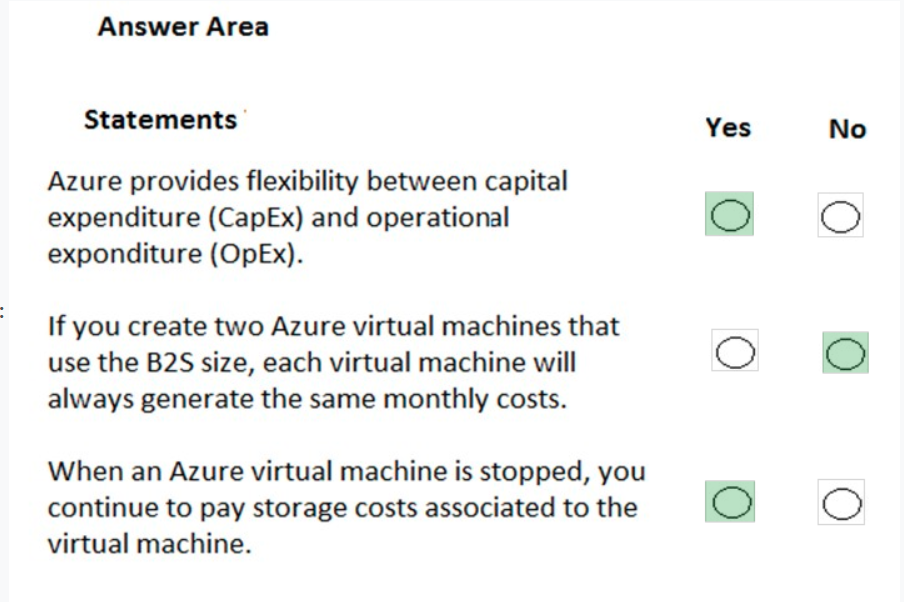 Answer Area
Statements
Yes
No
Azure provides flexibility between capital
expenditure (CapEx) and operational
exponditure (OpEx).
:
If you create two Azure virtual machines that
use the B2S size, each virtual machine will
always generate the same monthly costs.
When an Azure virtual machine is stopped, you
continue to pay storage costs associated to the
virtual machine.